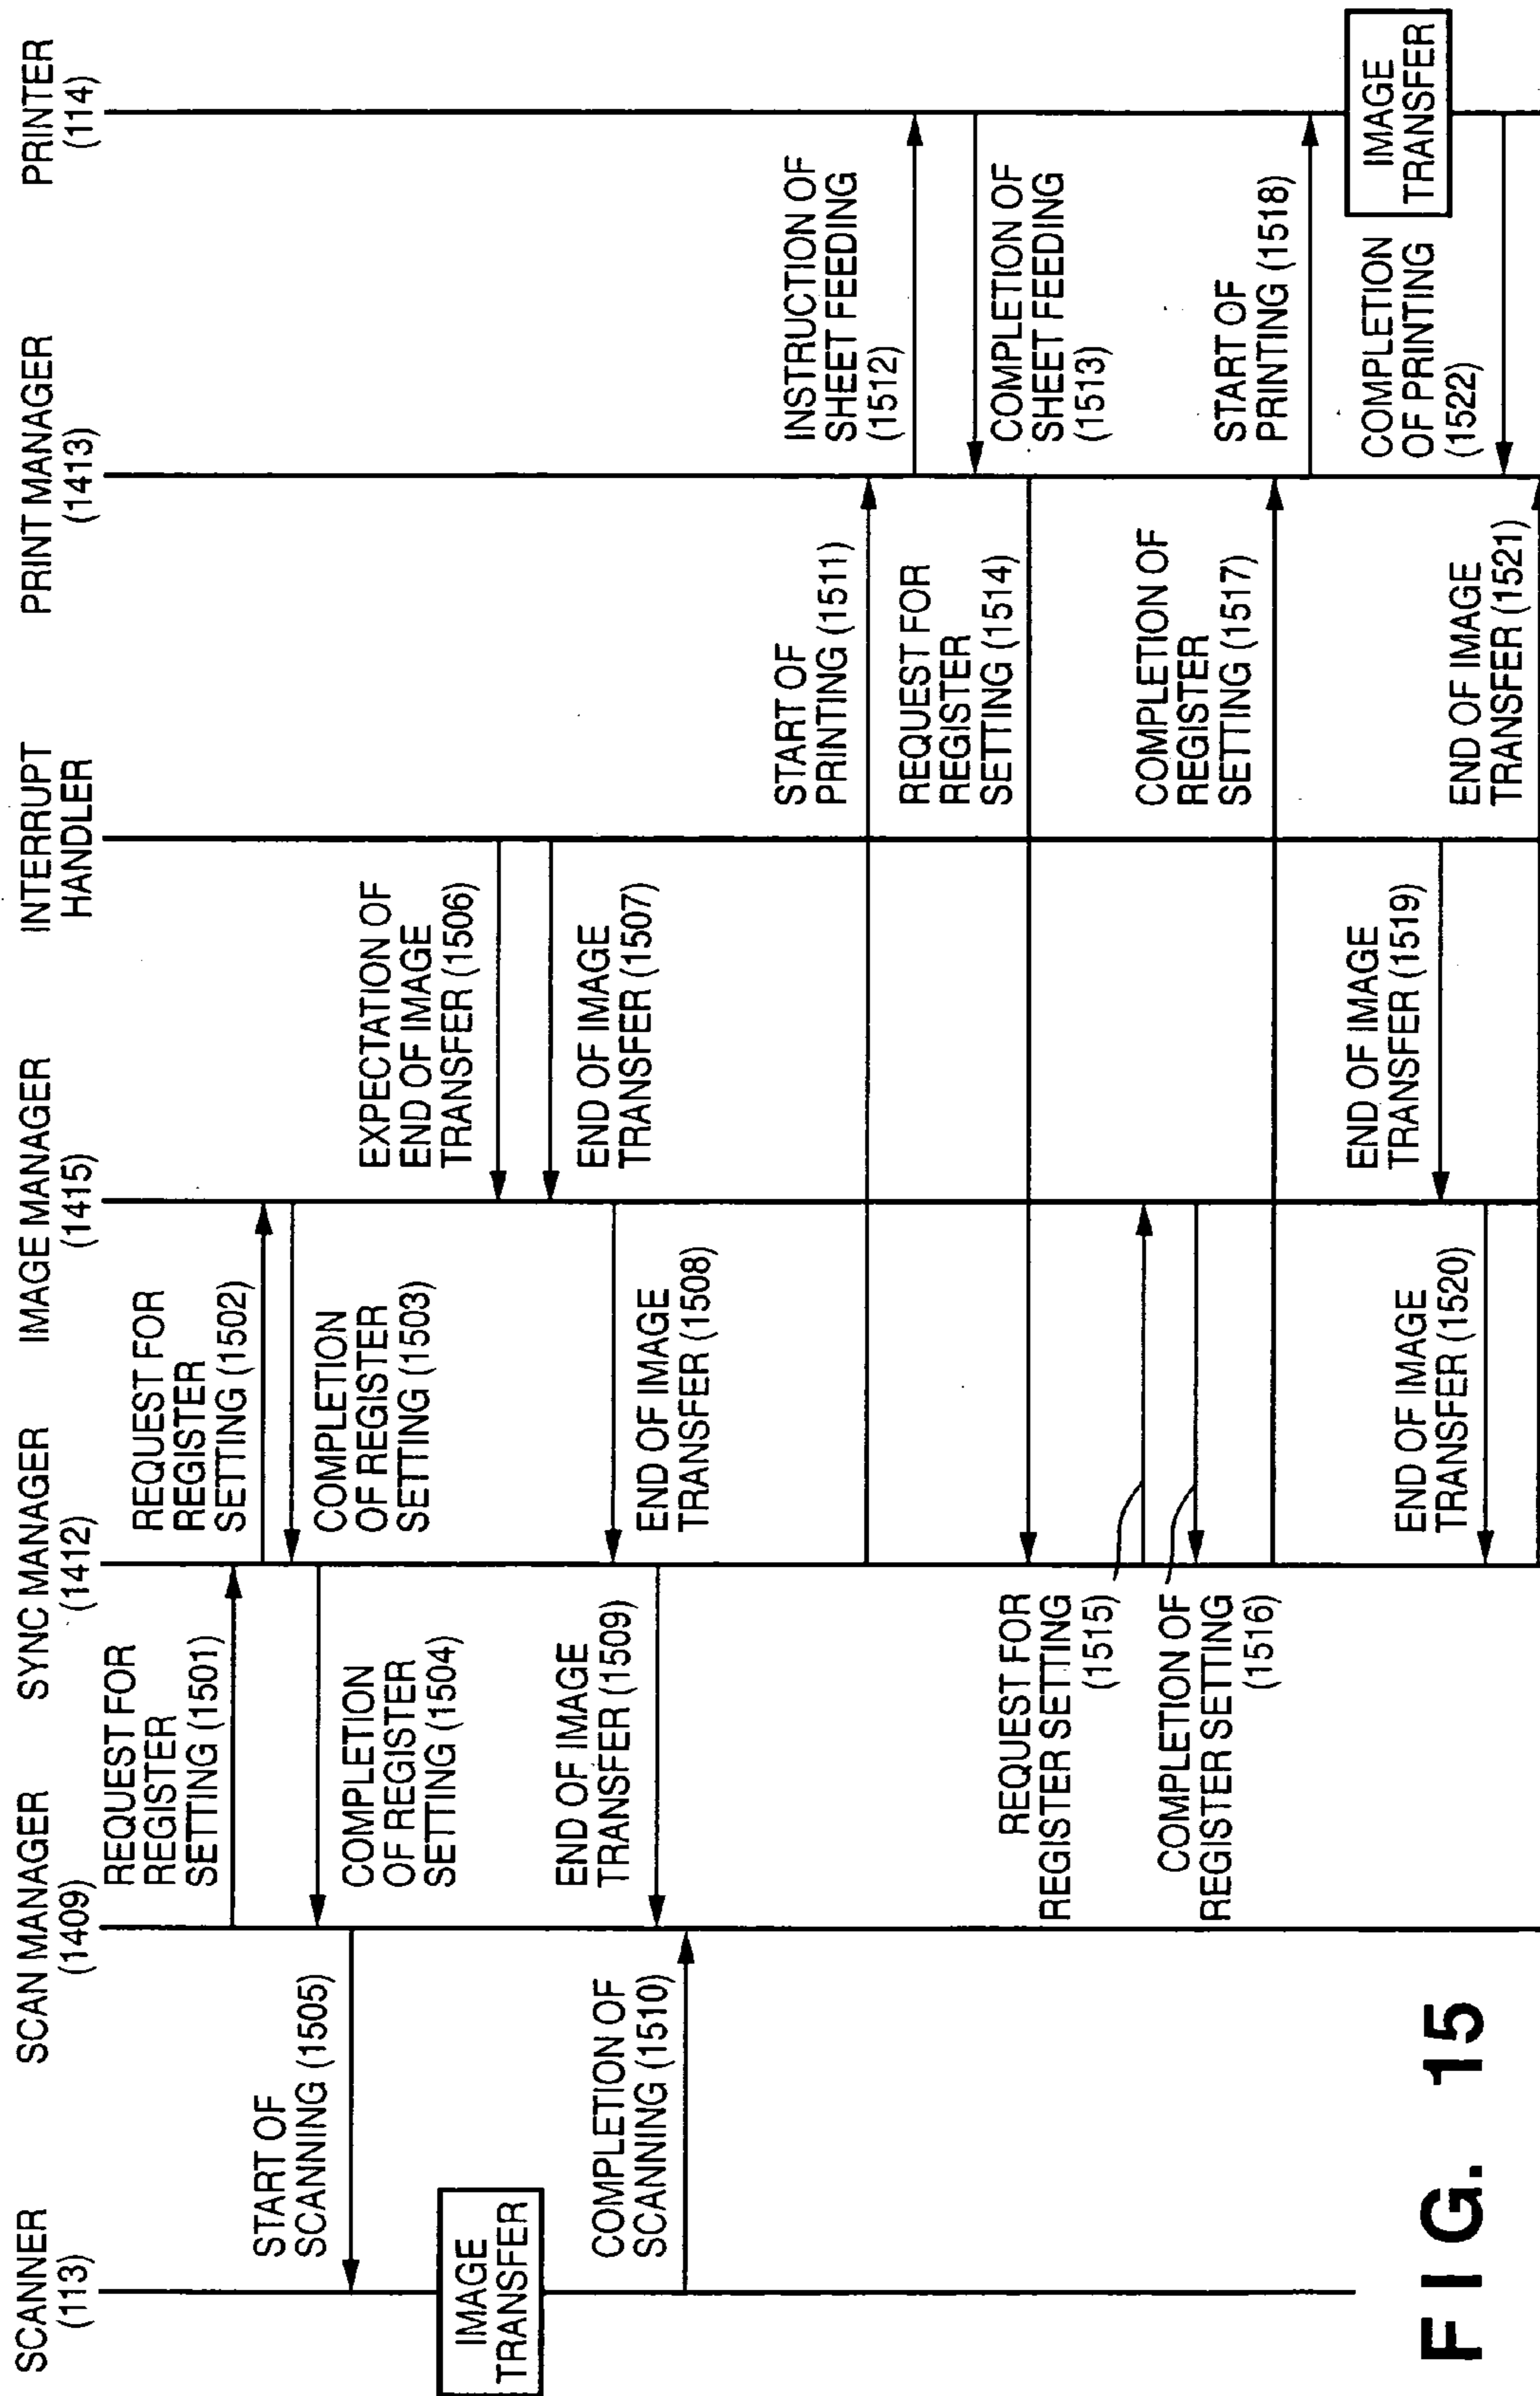 SCANNER
(113)
SCAN MANAGER
(1409)
SYNC MANAGER
(1412)
IMAGE MANAGER
(1415)
INTERRUPT
HANDLER
PRINT MANAGER
(1413)
PRINTER
(114)
REQUEST FOR
REGISTER
SETTING (1501)
REQUEST FOR
REGISTER
SETTING (1502)
COMPLETION
OF REGISTER
SETTING (1503)
COMPLETION
OF REGISTER
SETTING (1504)
START OF
SCANNING (1505)
IMAGE
TRANSFER
EXPECTATION OF
END OF IMAGE
TRANSFER (1506)
END OF IMAGE
TRANSFER (1507)
END OF IMAGE
TRANSFER (1508)
END OF IMAGE
TRANSFER (1509)
COMPLETION OF
SCANNING (1510)
START OF
PRINTING (1511)
INSTRUCTION OF
SHEET FEEDING
(1512)
COMPLETION OF
SHEET FEEDING
(1513)
REQUEST FOR
REGISTER
SETTING (1514)
REQUEST FOR
REGISTER SETTING
(1515)
COMPLETION OF
REGISTER SETTING
(1516)
COMPLETION OF
REGISTER
SETTING (1517)
START OF
PRINTING (1518)
IMAGE
TRANSFER
END OF IMAGE
TRANSFER (1519)
END OF IMAGE
TRANSFER (1520)
END OF IMAGE
TRANSFER (1521)
COMPLETION
OF PRINTING
(1522)
FIG. 15